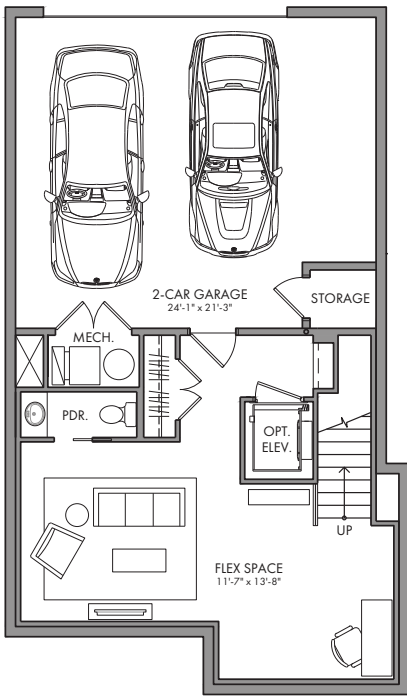 2-CAR GARAGE
24'-1" x 21'-3"
STORAGE
MECH.
PDR.
OPT.
ELEV.
UP
FLEX SPACE
11'-7" x 13'-8"